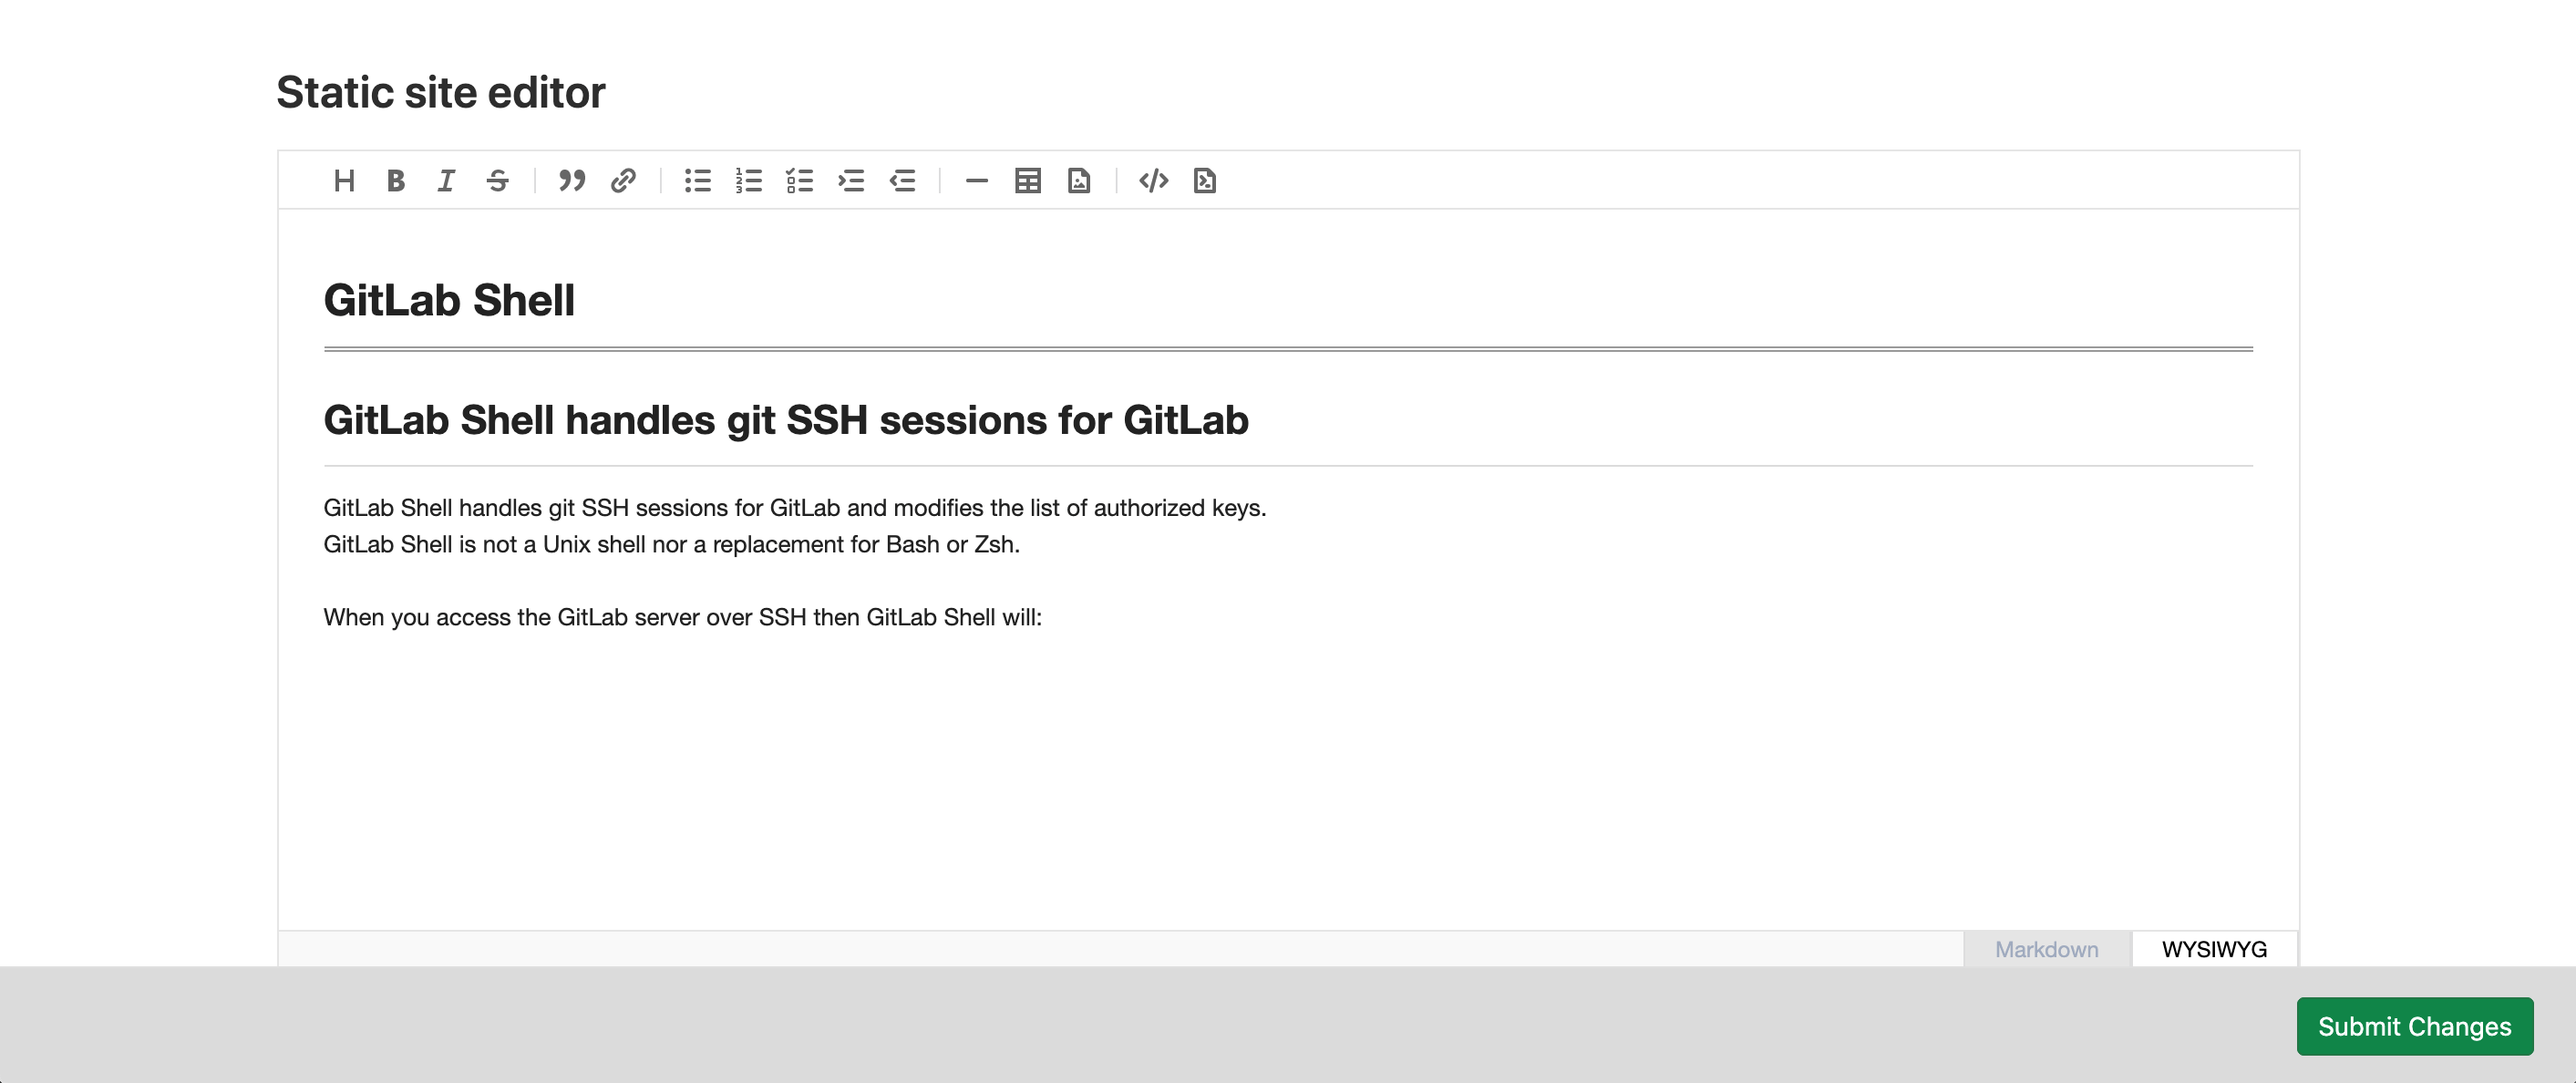 Static site editor
GitLab Shell
GitLab Shell handles git SSH sessions for GitLab
GitLab Shell handles git SSH sessions for GitLab and modifies the list of authorized keys.
GitLab Shell is not a Unix shell nor a replacement for Bash or Zsh.
When you access the GitLab server over SSH then GitLab Shell will:
Markdown WYSIWYG
Submit Changes